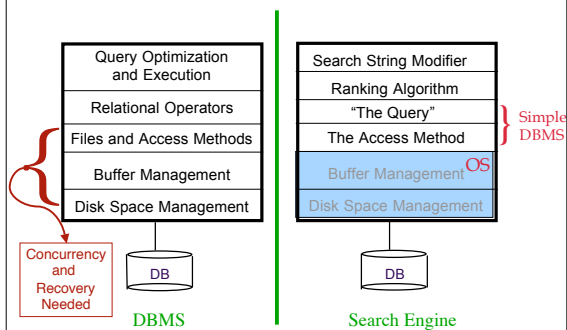 Query Optimization
and Execution
Relational Operators
Files and Access Methods
Buffer Management
Disk Space Management
Concurrency
and
Recovery
Needed
DB
DBMS
Search String Modifier
Ranking Algorithm
“The Query”
The Access Method
Simple
DBMS
Buffer Management OS
Disk Space Management
DB
Search Engine